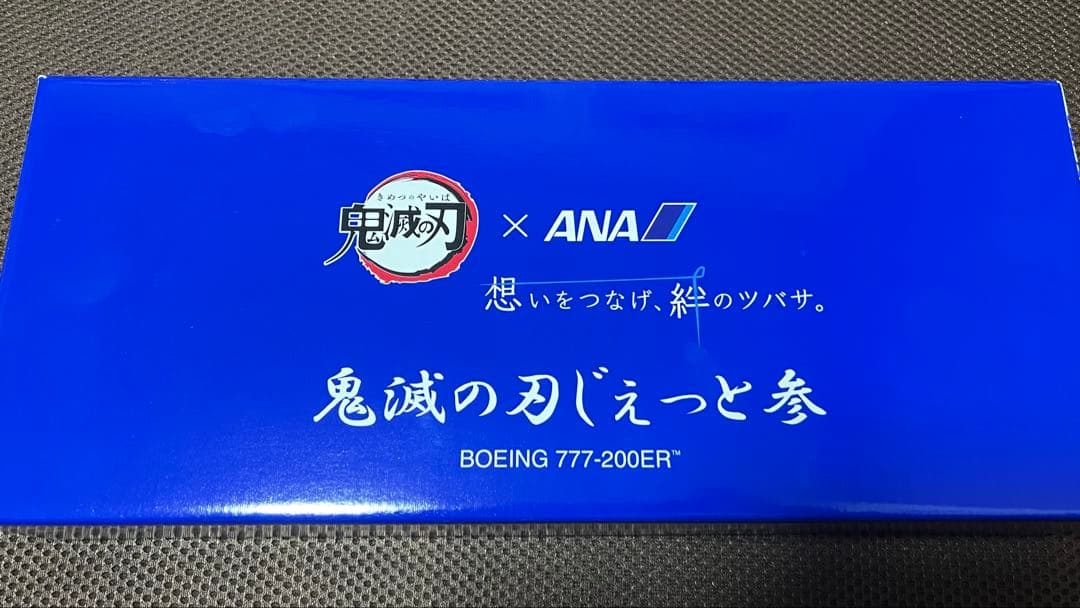 きめつのやいば
鬼滅の刃 × ANA
想いをつなげ、絆のツバサ。
鬼滅の刃じぇっと参
BOEING 777-200ER™